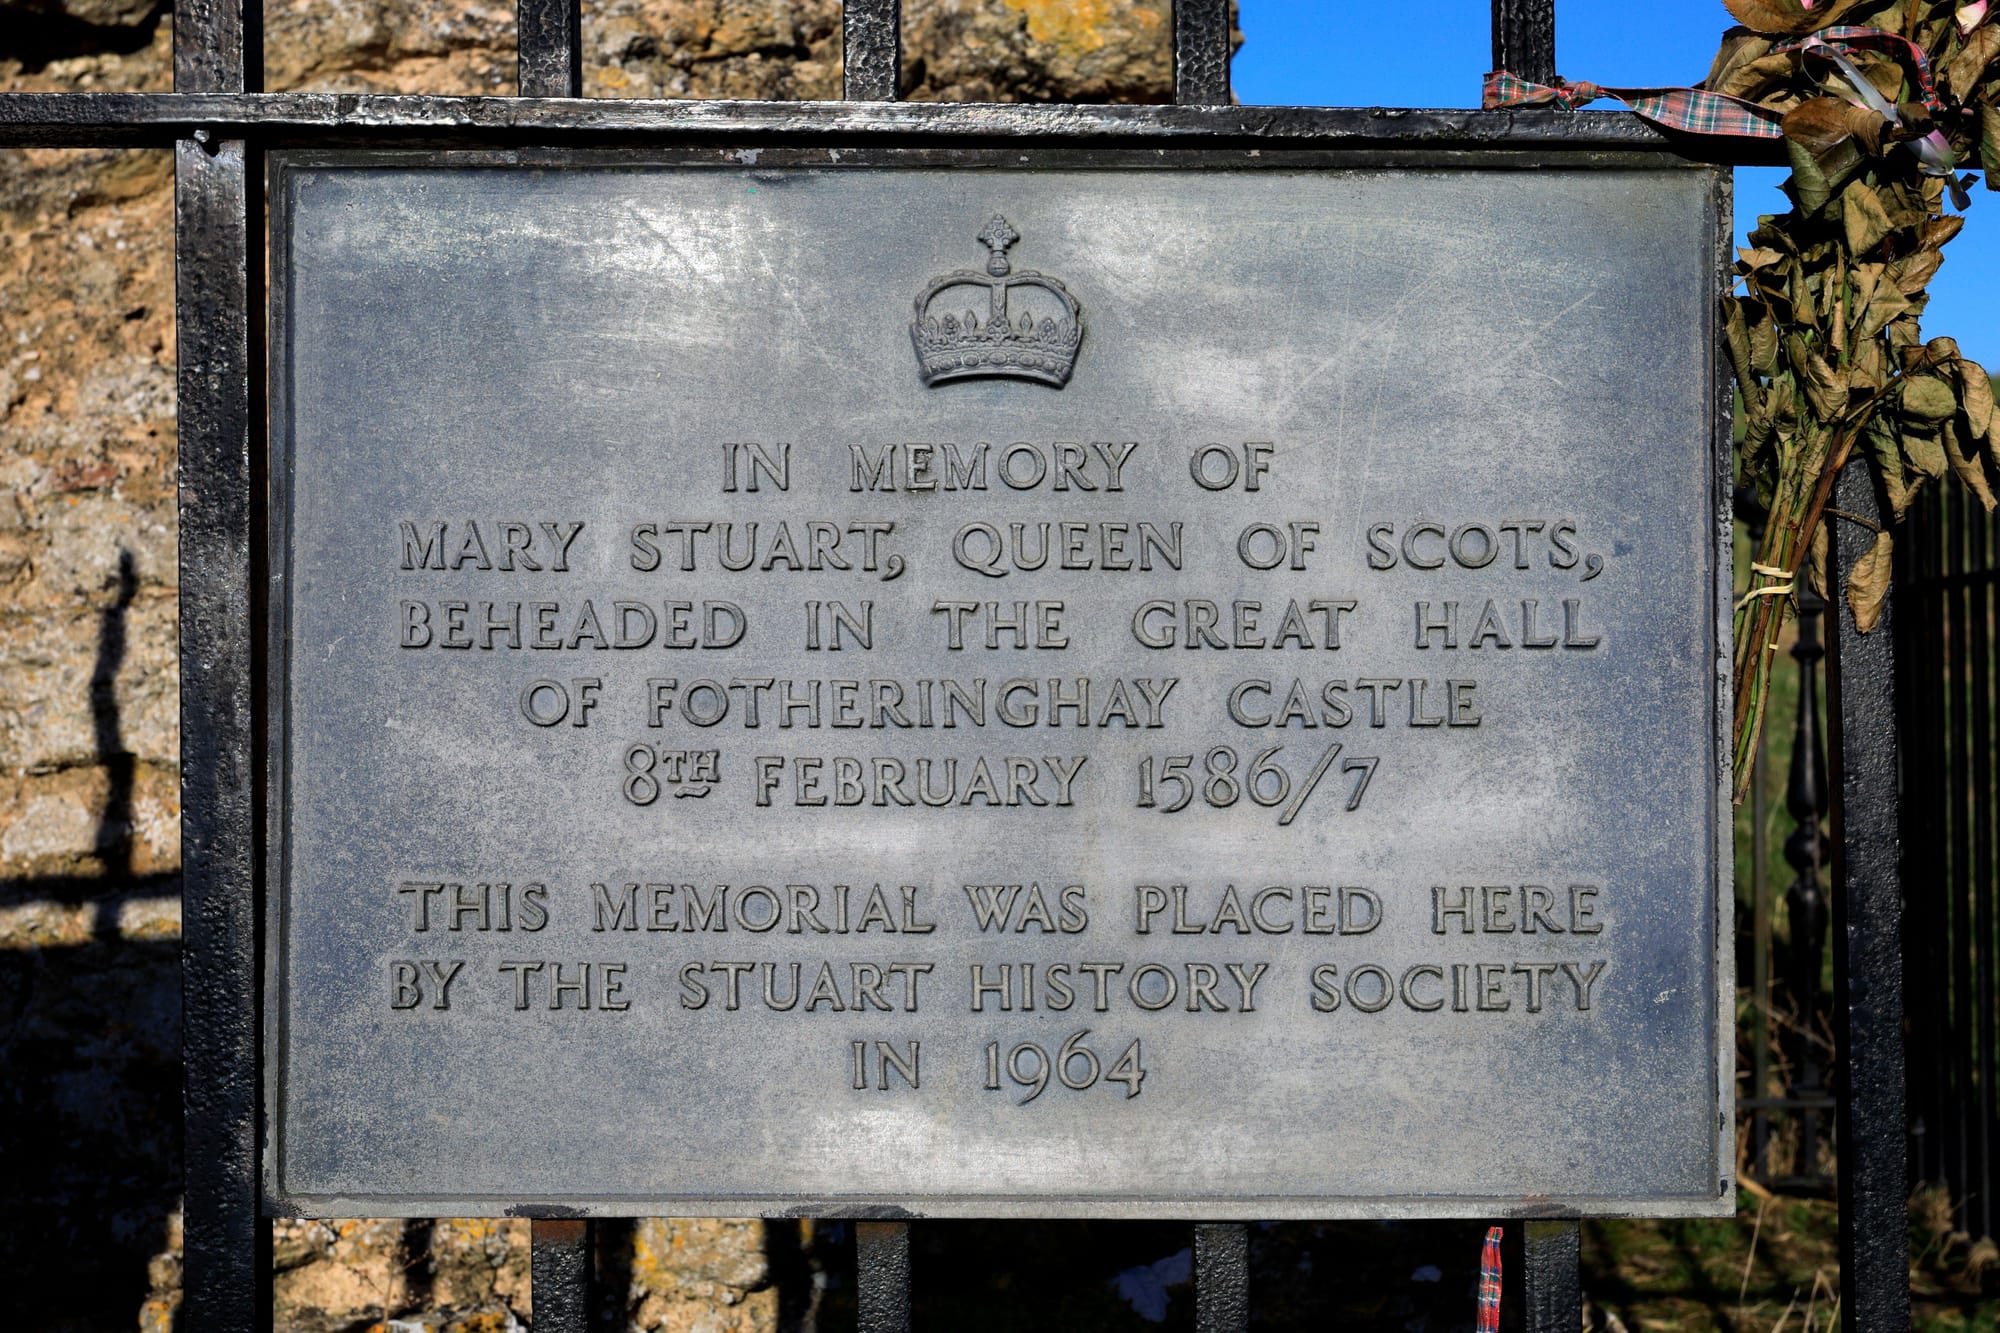 IN MEMORY OF
MARY STUART, QUEEN OF SCOTS,
BEHEADED IN THE GREAT HALL
OF FOTHERINGHAY CASTLE
8TH FEBRUARY 1586/7
THIS MEMORIAL WAS PLACED HERE
BY THE STUART HISTORY SOCIETY
IN 1964